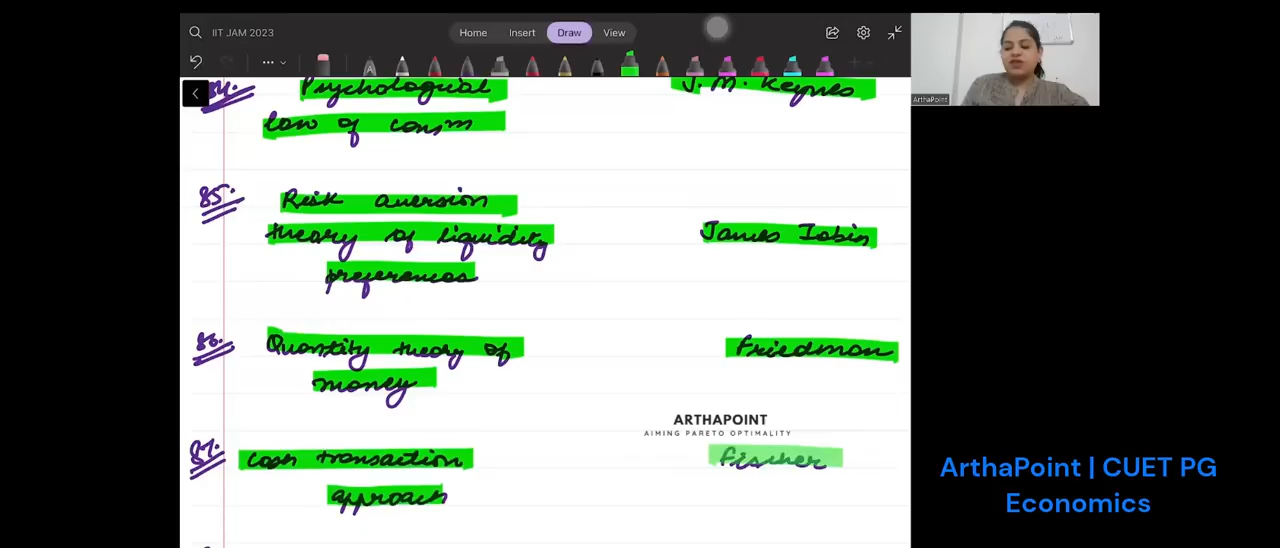 IIT JAM 2023
Home Insert Draw View
84. Psychological J. M. Keynes
law of consm
ArthaPoint
85. Risk aversion
theory of liquidity James Tobin
preferences
86. Quantity theory of Friedman
money
ARTHAPOINT
AIMING PARETO OPTIMALITY
87. Cash transaction Fischer
approach
ArthaPoint | CUET PG
Economics